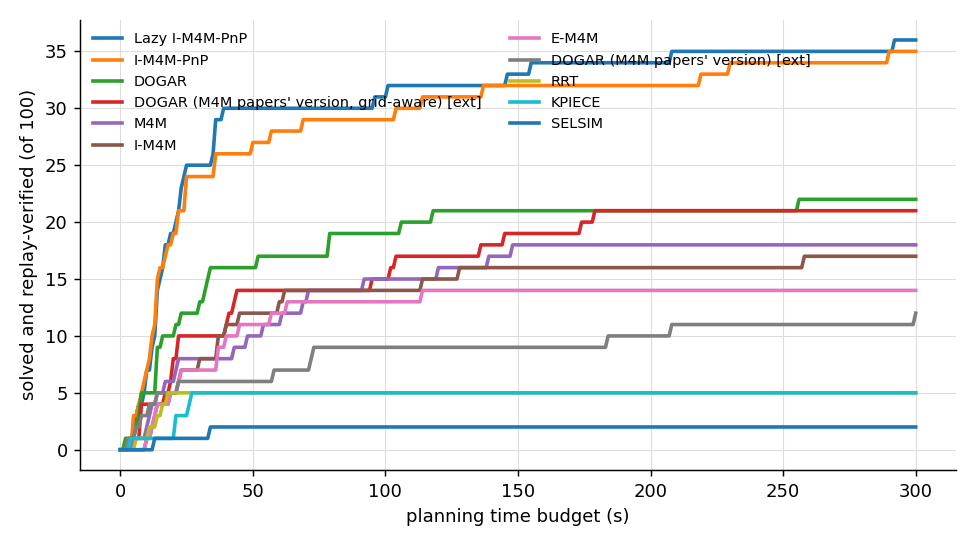 Lazy I-M4M-PnP
I-M4M-PnP
DOGAR
DOGAR (M4M papers' version, grid-aware) [ext]
M4M
I-M4M
E-M4M
DOGAR (M4M papers' version) [ext]
RRT
KPIECE
SELSIM
solved and replay-verified (of 100)
35
30
25
20
15
10
5
0
0 50 100 150 200 250 300
planning time budget (s)